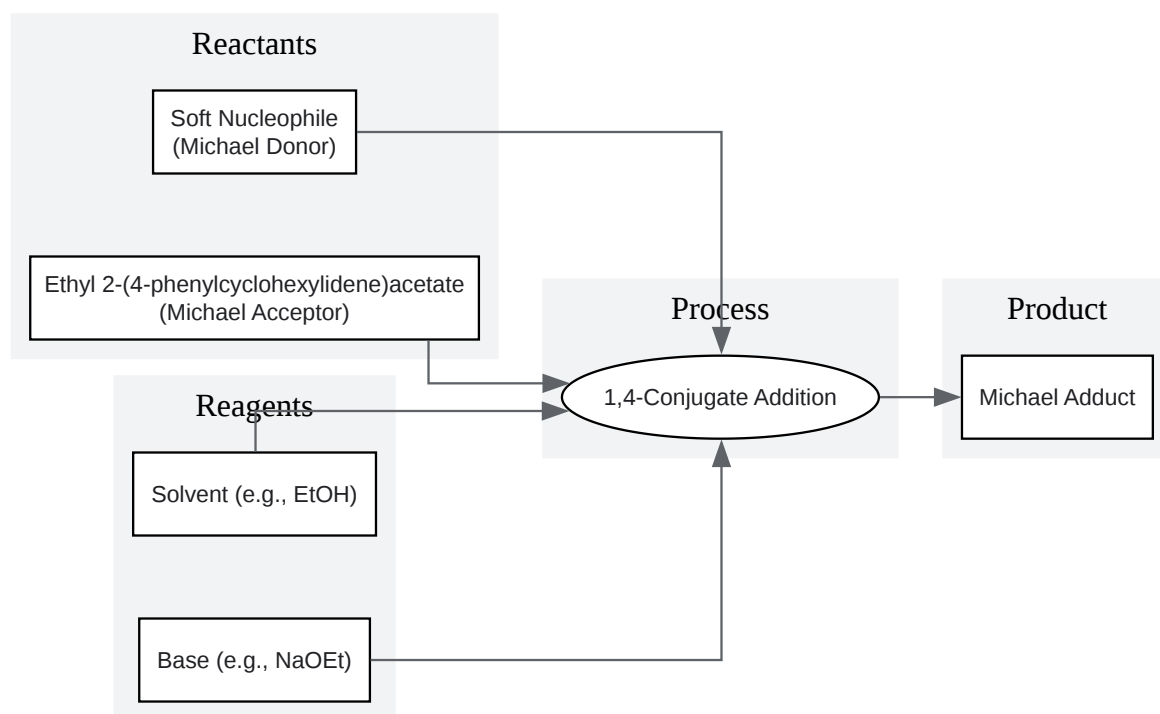 Reactants
Soft Nucleophile
(Michael Donor)
Ethyl 2-(4-phenylcyclohexylidene)acetate
(Michael Acceptor)
Process
1,4-Conjugate Addition
Product
Michael Adduct
Reagents
Solvent (e.g., EtOH)
Base (e.g., NaOEt)